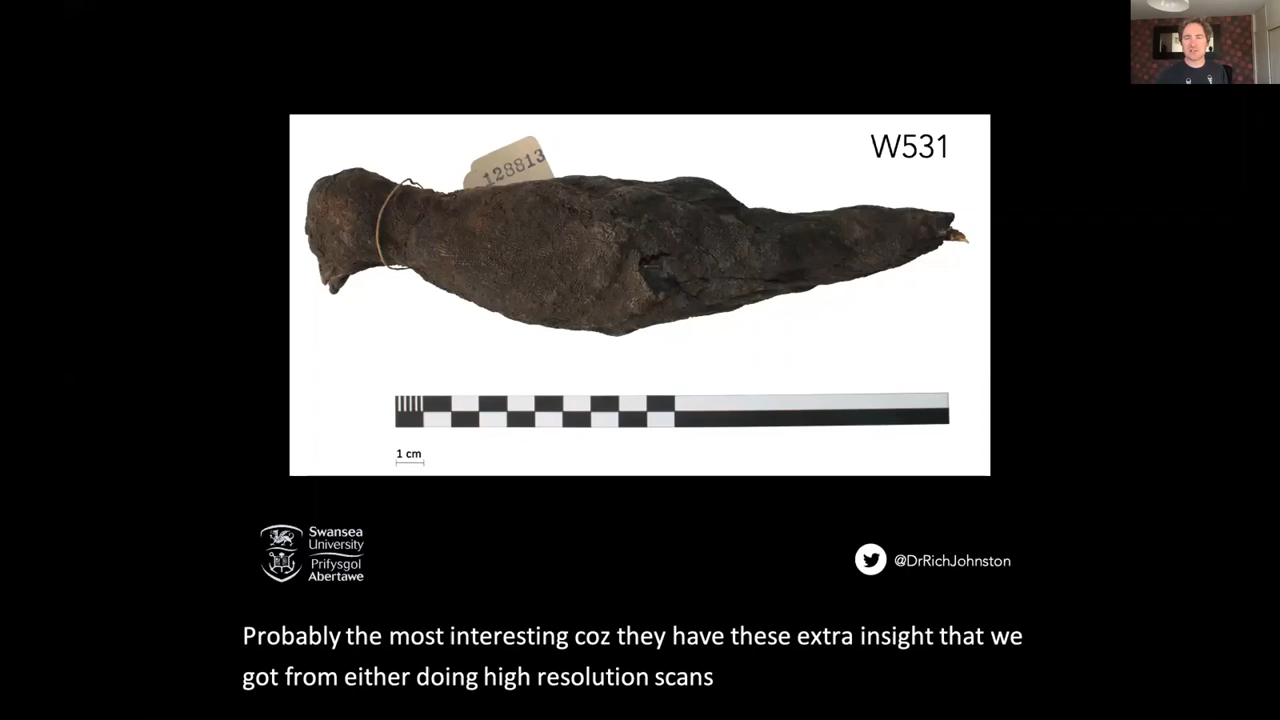 W531
128813
1 cm
Swansea
University
Prifysgol
Abertawe
@DrRichJohnston
Probably the most interesting coz they have these extra insight that we
got from either doing high resolution scans